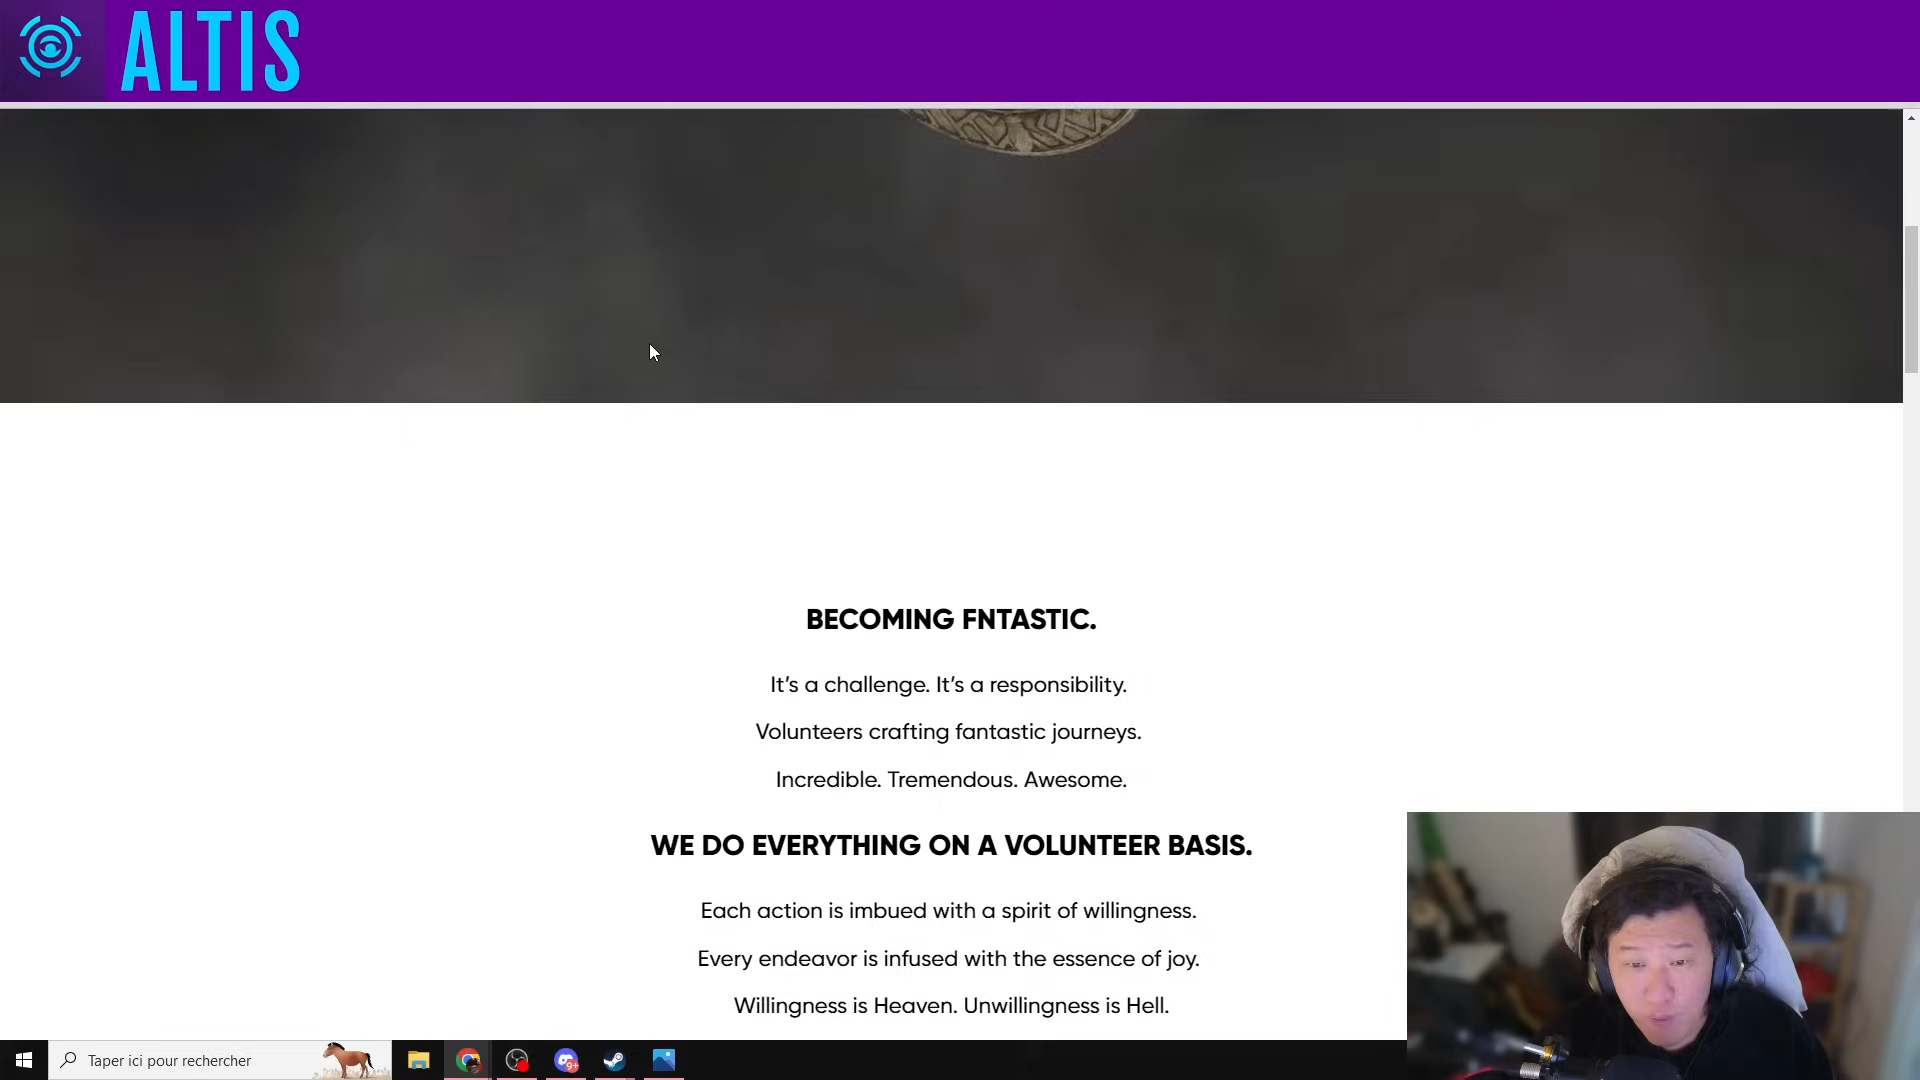 ALTIS
BECOMING FNTASTIC.
It’s a challenge. It’s a responsibility.
Volunteers crafting fantastic journeys.
Incredible. Tremendous. Awesome.
WE DO EVERYTHING ON A VOLUNTEER BASIS.
Each action is imbued with a spirit of willingness.
Every endeavor is infused with the essence of joy.
Willingness is Heaven. Unwillingness is Hell.
Taper ici pour rechercher
9+